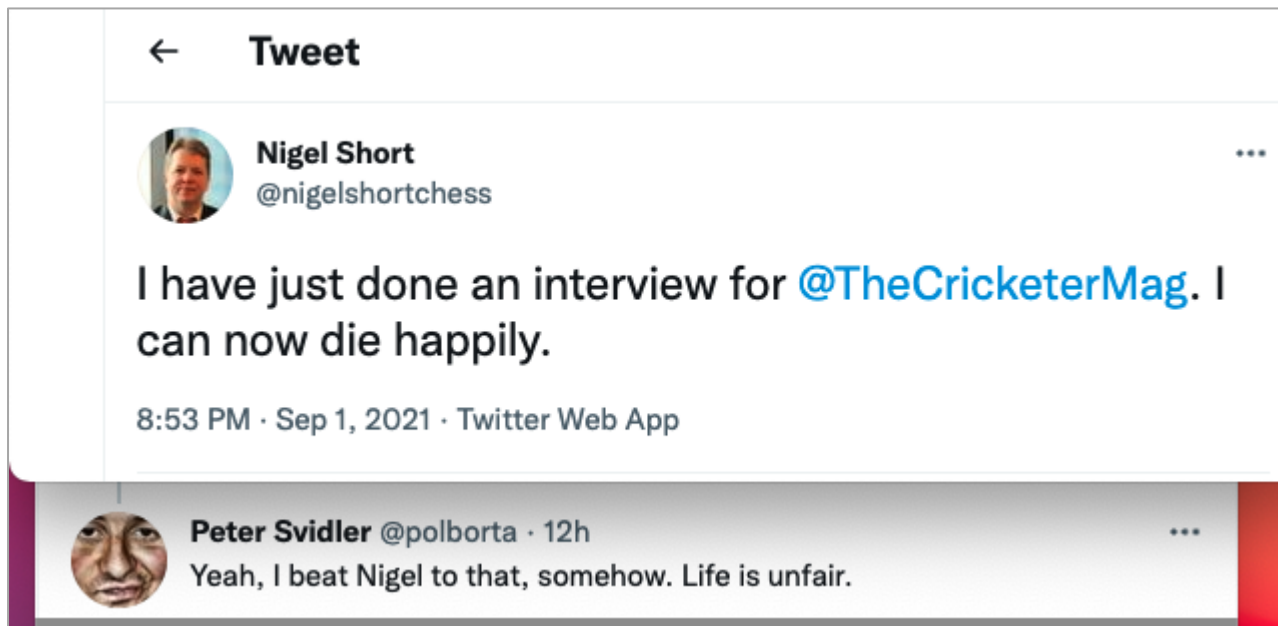 ← Tweet
Nigel Short
@nigelshortchess
I have just done an interview for @TheCricketerMag. I
can now die happily.
8:53 PM · Sep 1, 2021 · Twitter Web App
Peter Svidler @polborta · 12h
Yeah, I beat Nigel to that, somehow. Life is unfair.